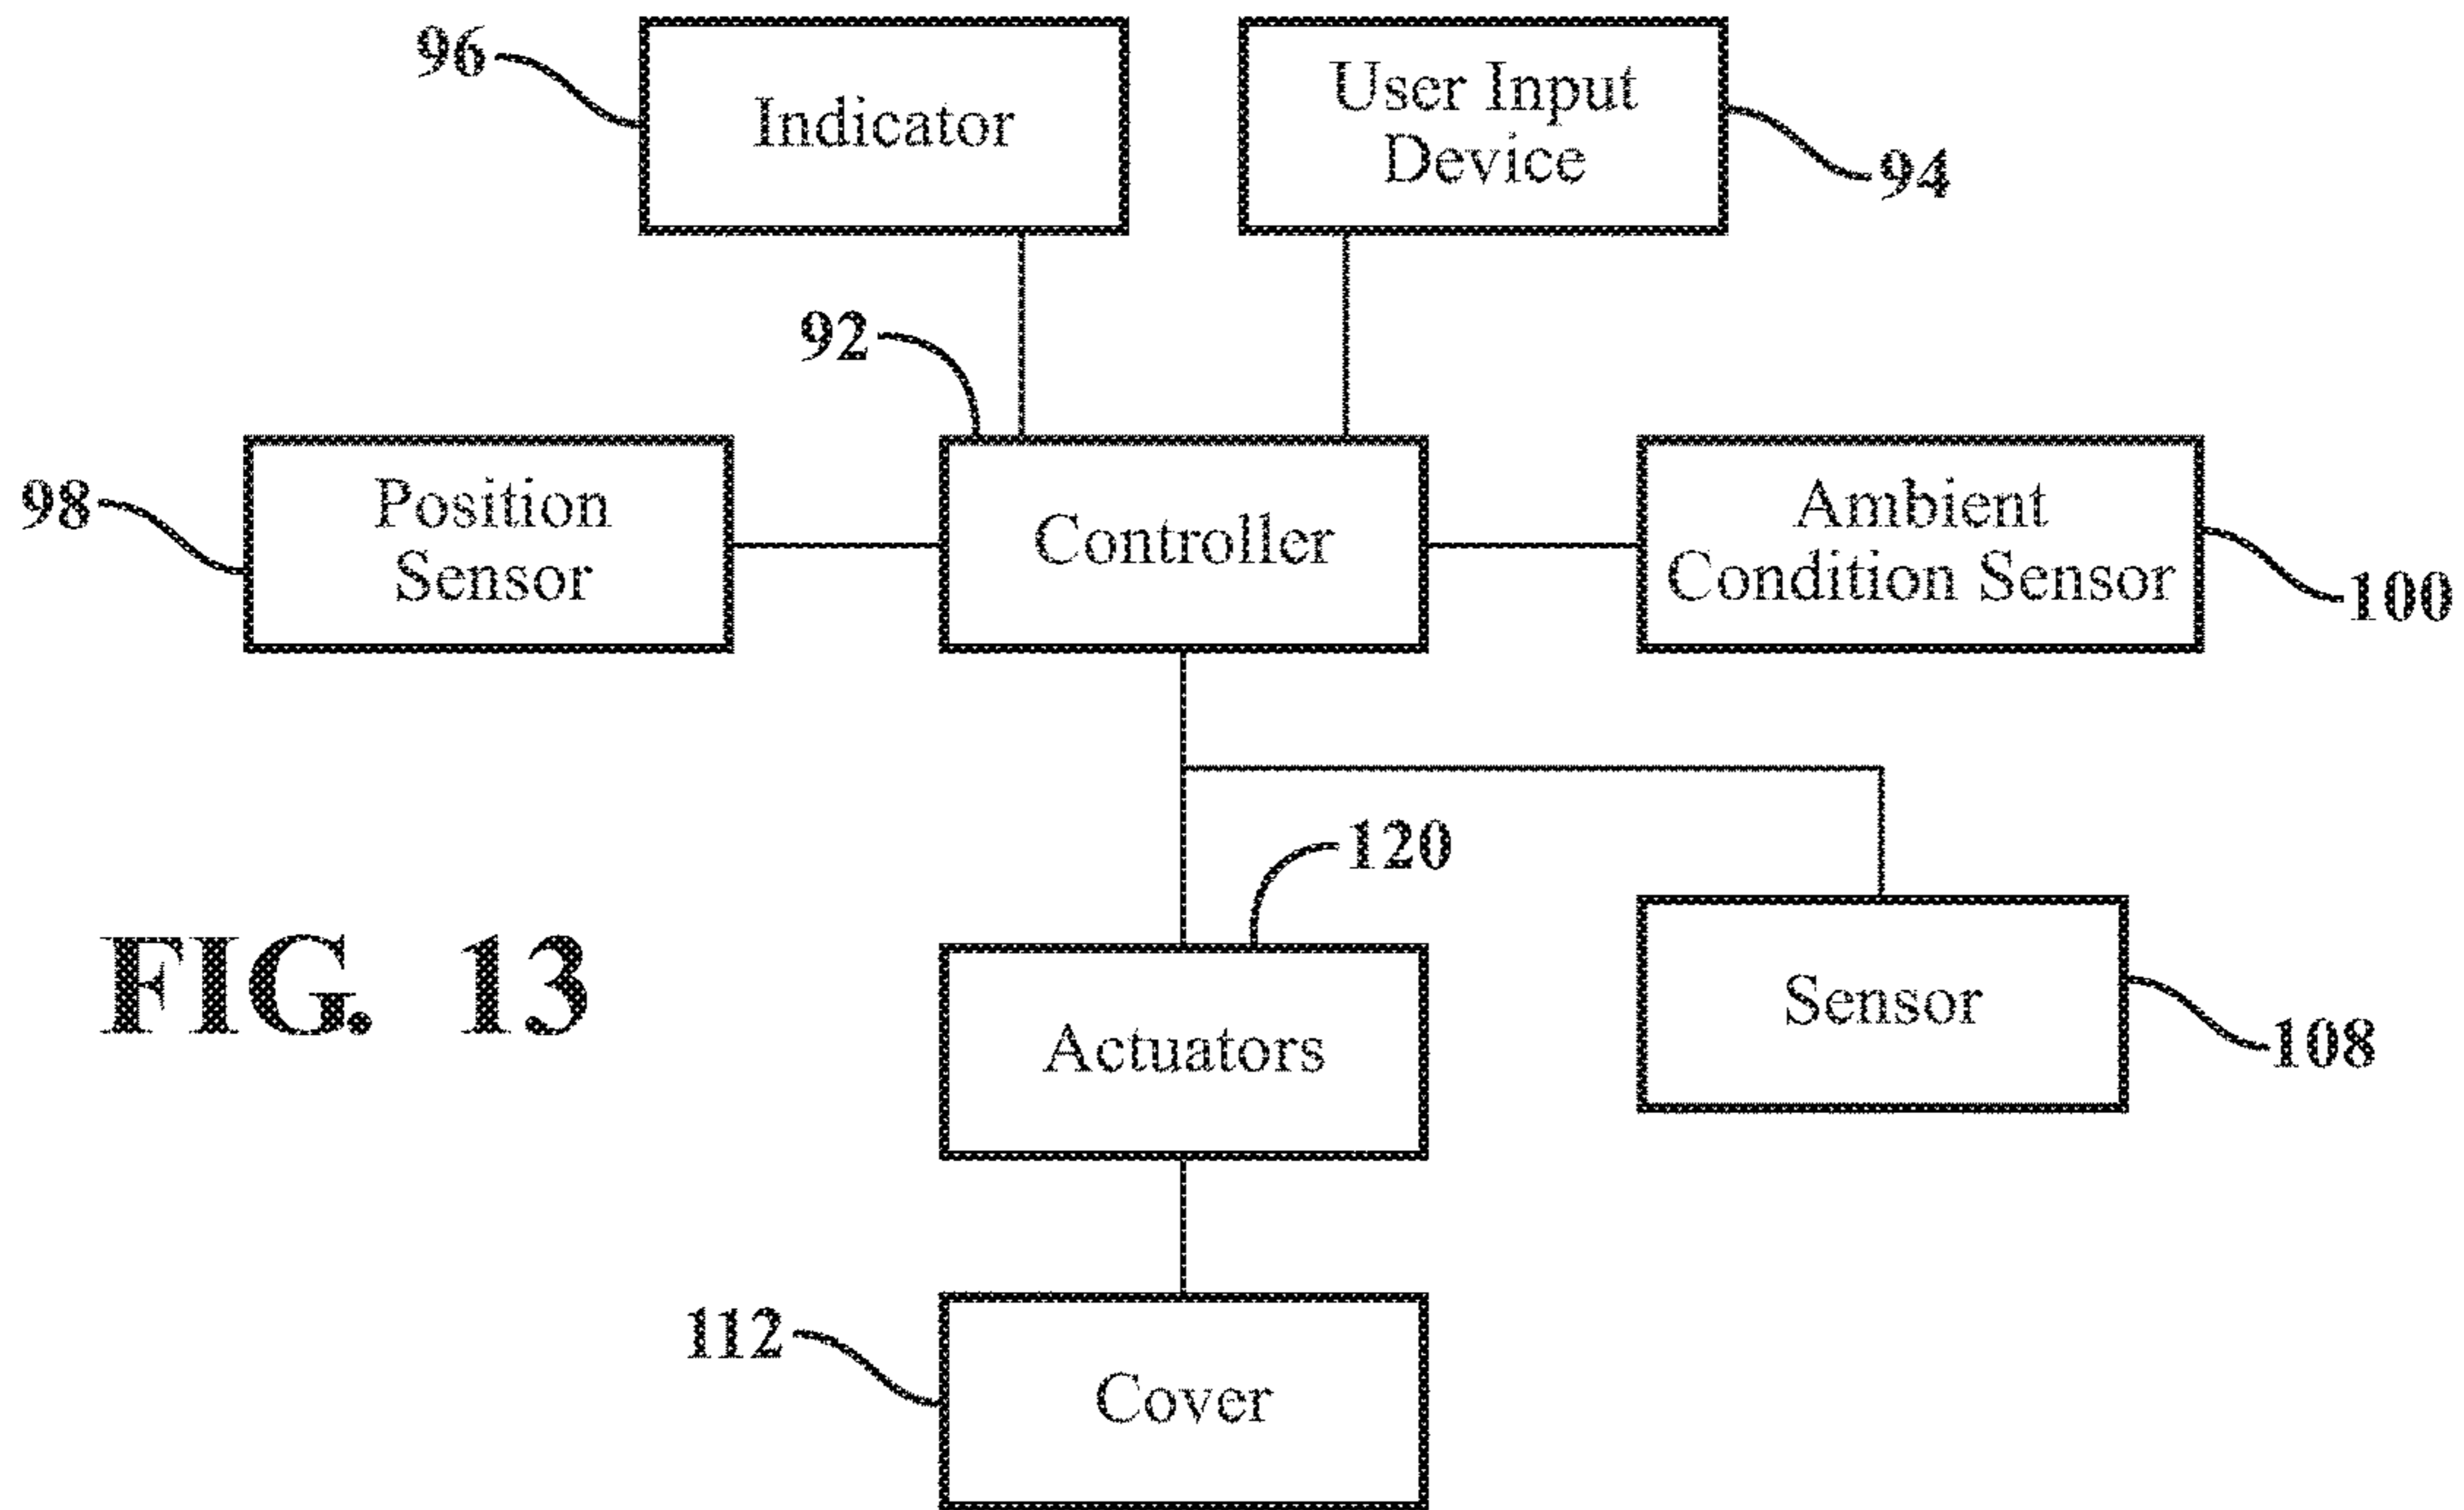 96
Indicator
User Input
Device
94
92
98
Position
Sensor
Controller
Ambient
Condition Sensor
100
120
FIG. 13
Actuators
Sensor
108
112
Cover